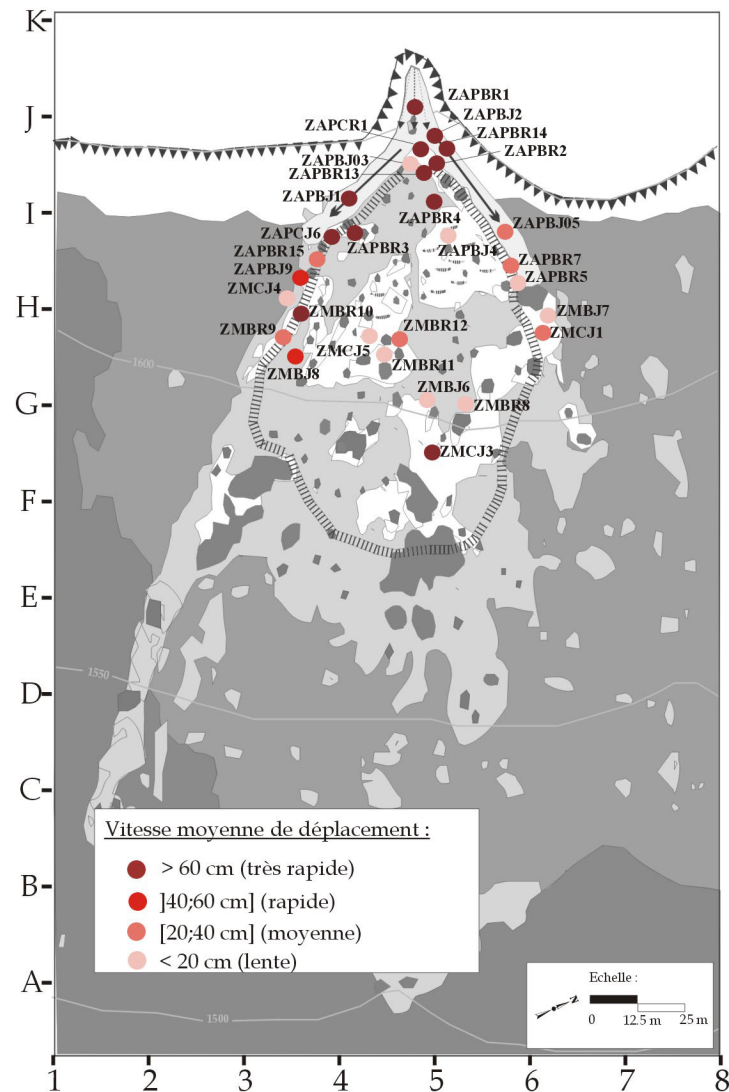 K
J
I
H
G
F
E
D
C
B
A
ZAPBR1
ZAPBJ2
ZAPCR1
ZAPBR14
ZAPBJ03
ZAPBR2
ZAPBR13
ZAPBJ1
ZAPBR4
ZAPBJ05
ZAPCJ6
ZAPBR3
ZAPBJ4
ZAPBR15
ZAPBR7
ZAPBJ9
ZAPBR5
ZMCJ4
ZMBR10
ZMBJ7
ZMBR9
ZMBR12
ZMCJ1
ZMCJ5
ZMBR11
ZMBJ8
ZMBJ6
ZMBR8
ZMCJ3
1600
1550
1500
Vitesse moyenne de déplacement :
> 60 cm (très rapide)
]40;60 cm] (rapide)
[20;40 cm] (moyenne)
< 20 cm (lente)
Echelle :
N
0 12.5 m 25 m
1 2 3 4 5 6 7 8